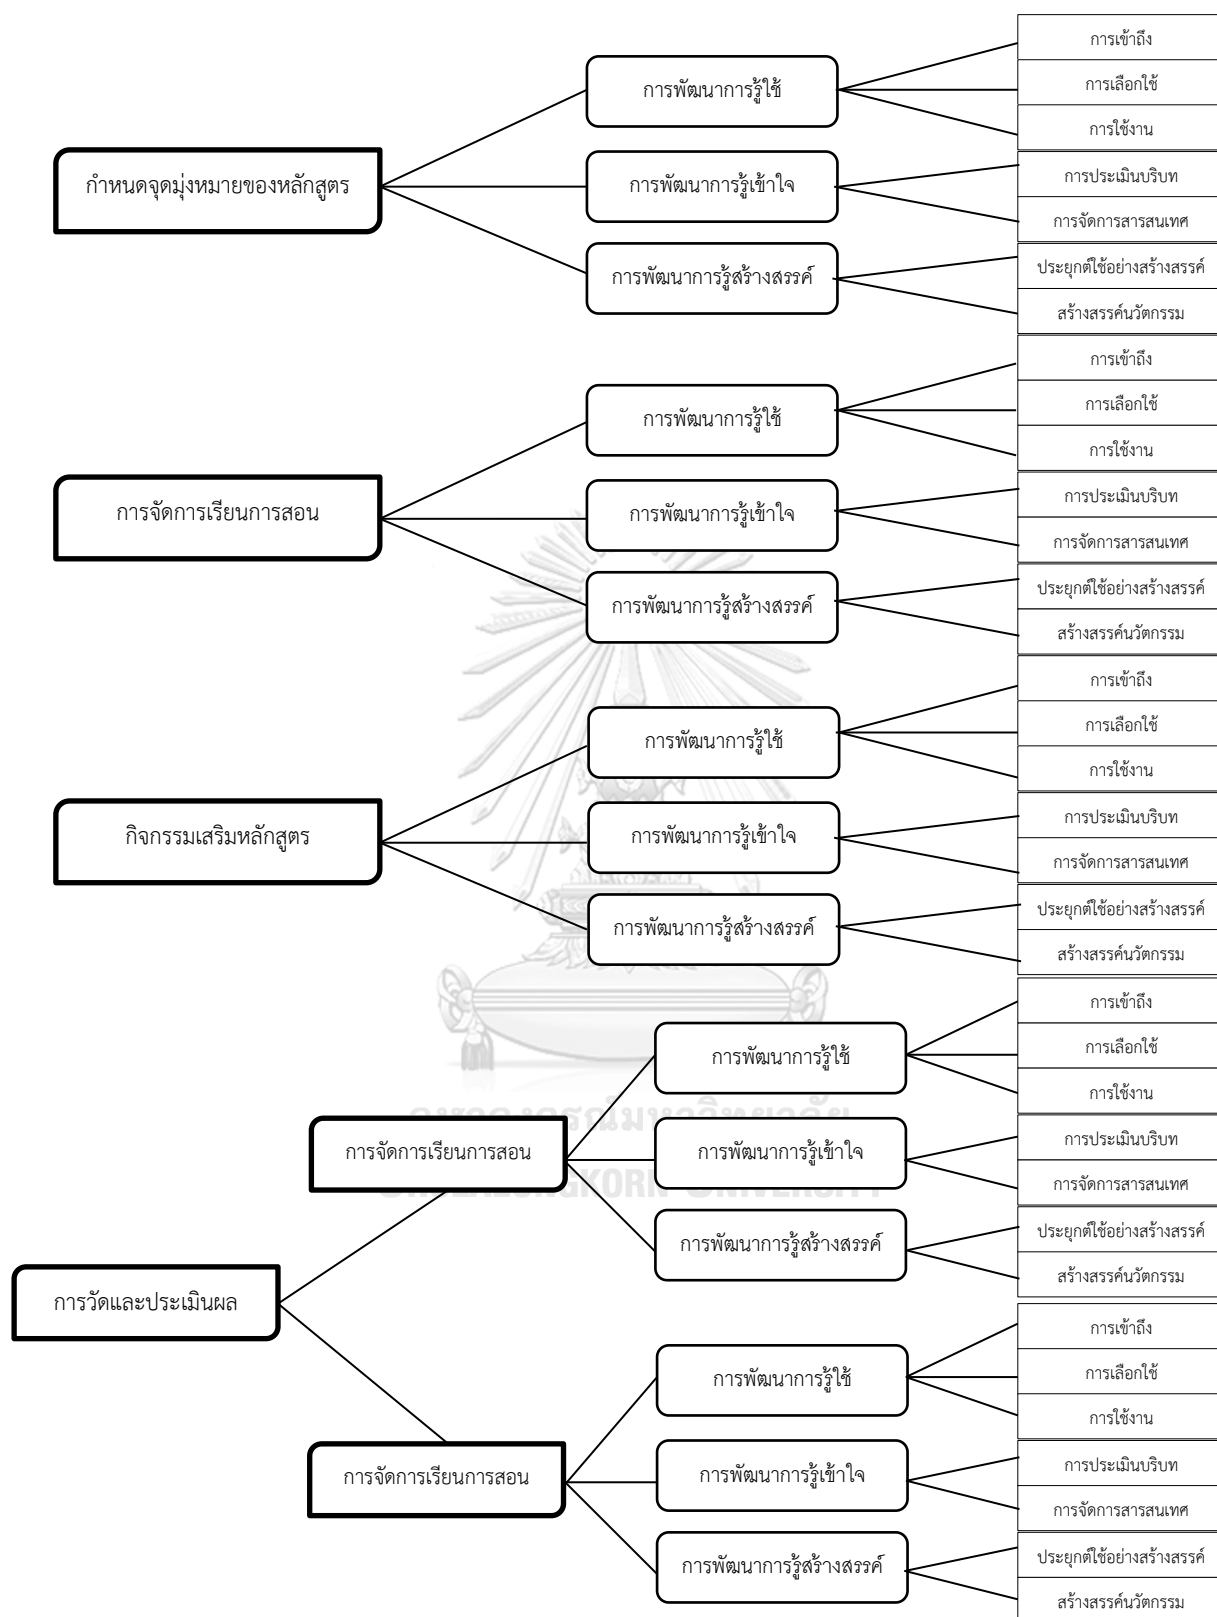 กำหนดจุดมุ่งหมายของหลักสูตร
การพัฒนาการรู้ใช้
การเข้าถึง
การเลือกใช้
การใช้งาน
การพัฒนาการรู้เข้าใจ
การประเมินบริบท
การจัดการสารสนเทศ
การพัฒนาการรู้สร้างสรรค์
ประยุกต์ใช้อย่างสร้างสรรค์
สร้างสรรค์นวัตกรรม
การจัดการเรียนการสอน
การพัฒนาการรู้ใช้
การเข้าถึง
การเลือกใช้
การใช้งาน
การพัฒนาการรู้เข้าใจ
การประเมินบริบท
การจัดการสารสนเทศ
การพัฒนาการรู้สร้างสรรค์
ประยุกต์ใช้อย่างสร้างสรรค์
สร้างสรรค์นวัตกรรม
กิจกรรมเสริมหลักสูตร
การพัฒนาการรู้ใช้
การเข้าถึง
การเลือกใช้
การใช้งาน
การพัฒนาการรู้เข้าใจ
การประเมินบริบท
การจัดการสารสนเทศ
การพัฒนาการรู้สร้างสรรค์
ประยุกต์ใช้อย่างสร้างสรรค์
สร้างสรรค์นวัตกรรม
การวัดและประเมินผล
การจัดการเรียนการสอน
การพัฒนาการรู้ใช้
การเข้าถึง
การเลือกใช้
การใช้งาน
การพัฒนาการรู้เข้าใจ
การประเมินบริบท
การจัดการสารสนเทศ
การพัฒนาการรู้สร้างสรรค์
ประยุกต์ใช้อย่างสร้างสรรค์
สร้างสรรค์นวัตกรรม
การจัดการเรียนการสอน
การพัฒนาการรู้ใช้
การเข้าถึง
การเลือกใช้
การใช้งาน
การพัฒนาการรู้เข้าใจ
การประเมินบริบท
การจัดการสารสนเทศ
การพัฒนาการรู้สร้างสรรค์
ประยุกต์ใช้อย่างสร้างสรรค์
สร้างสรรค์นวัตกรรม